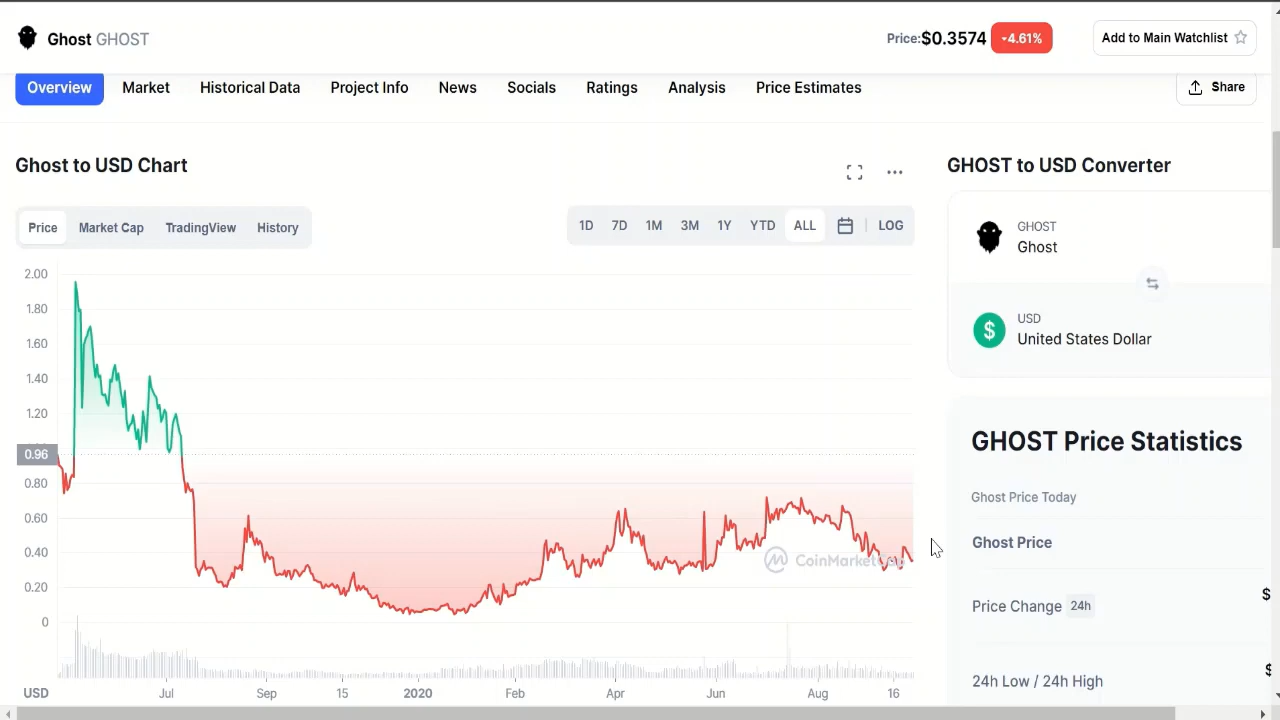 Ghost GHOST
Price:$0.3574 4.61%
Add to Main Watchlist
Overview Market Historical Data Project Info News Socials Ratings Analysis Price Estimates
Share
Ghost to USD Chart
Price Market Cap TradingView History
1D 7D 1M 3M 1Y YTD ALL LOG
2.00
1.80
1.60
1.40
1.20
0.96
0.80
0.60
0.40
0.20
0
CoinMarketCap
USD Jul Sep 15 2020 Feb Apr Jun Aug 16
GHOST to USD Converter
GHOST
Ghost
$
USD
United States Dollar
GHOST Price Statistics
Ghost Price Today
Ghost Price
$
Price Change 24h
$
24h Low / 24h High